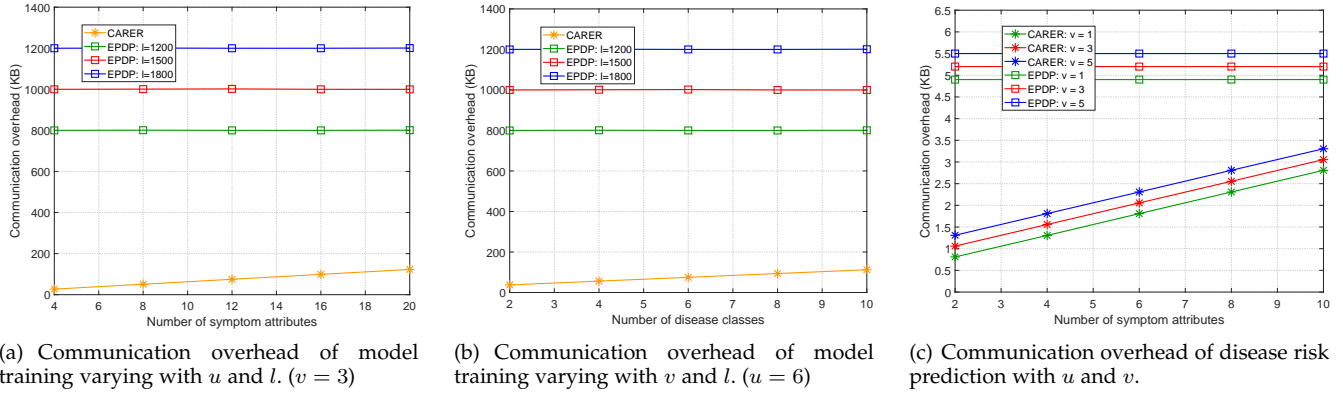 1400
1200
1000
800
600
400
200
0
Communication overhead (KB)
CARER
EPDP: l=1200
EPDP: l=1500
EPDP: l=1800
4 6 8 10 12 14 16 18 20
Number of symptom attributes
(a) Communication overhead of model
training varying with u and l. (v = 3)
1400
1200
1000
800
600
400
200
0
Communication overhead (KB)
CARER
EPDP: l=1200
EPDP: l=1500
EPDP: l=1800
2 3 4 5 6 7 8 9 10
Number of disease classes
(b) Communication overhead of model
training varying with v and l. (u = 6)
6.5
6
5.5
5
4.5
4
3.5
3
2.5
2
1.5
1
0.5
0
Communication overhead (KB)
CARER: v = 1
CARER: v = 3
CARER: v = 5
EPDP: v = 1
EPDP: v = 3
EPDP: v = 5
2 3 4 5 6 7 8 9 10
Number of symptom attributes
(c) Communication overhead of disease risk
prediction with u and v.